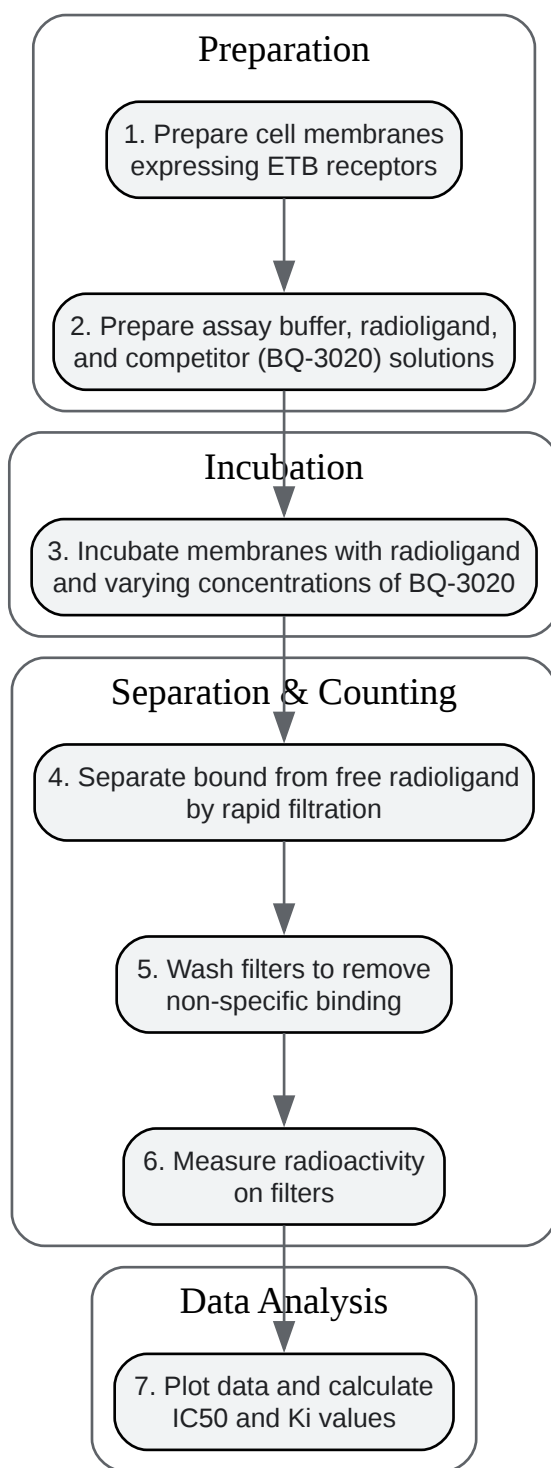 Preparation
1. Prepare cell membranes
expressing ETB receptors
2. Prepare assay buffer, radioligand,
and competitor (BQ-3020) solutions
Incubation
3. Incubate membranes with radioligand
and varying concentrations of BQ-3020
Separation & Counting
4. Separate bound from free radioligand
by rapid filtration
5. Wash filters to remove
non-specific binding
6. Measure radioactivity
on filters
Data Analysis
7. Plot data and calculate
IC50 and Ki values